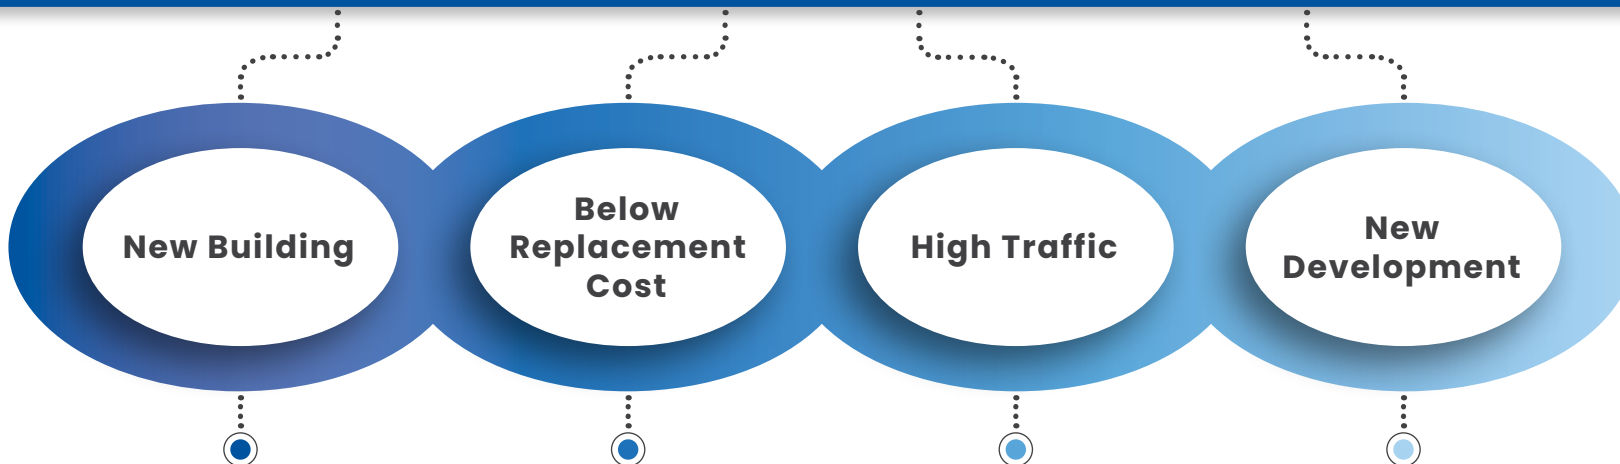 New Building
Below
Replacement
Cost
High Traffic
New
Development